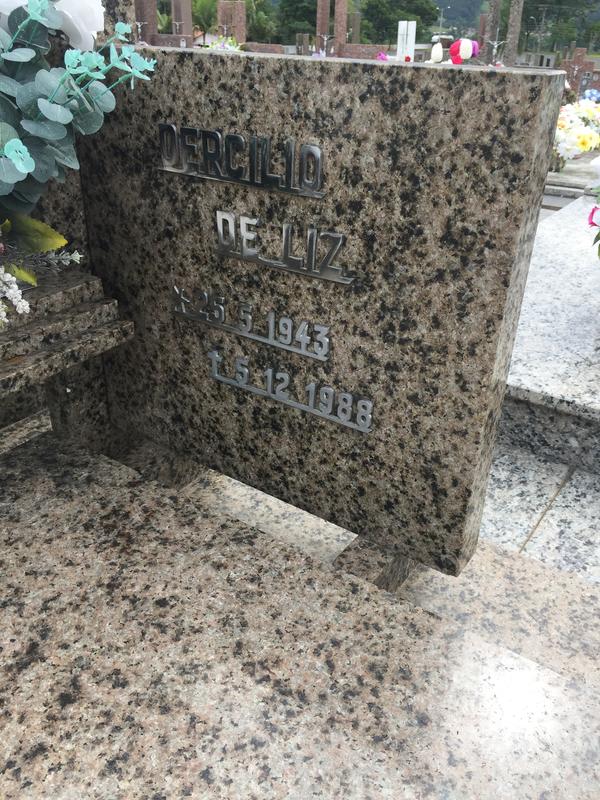 DERCILIO
DE LIZ
* 25 5 1943
✝ 5 12 1988